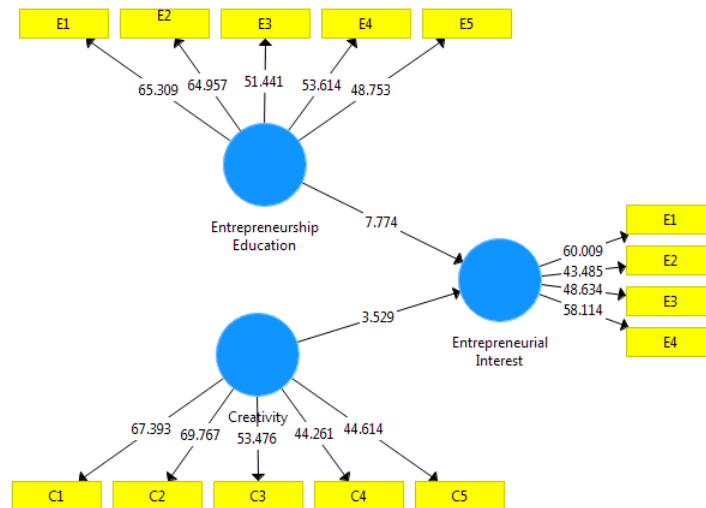 E1
E2
E3
E4
E5
65.309
64.957
51.441
53.614
48.753
Entrepreneurship
Education
7.774
E1
60.009
E2
43.485
48.634
E3
58.114
E4
3.529
Entrepreneurial
Interest
Creativity
67.393
69.767
53.476
44.261
44.614
C1
C2
C3
C4
C5